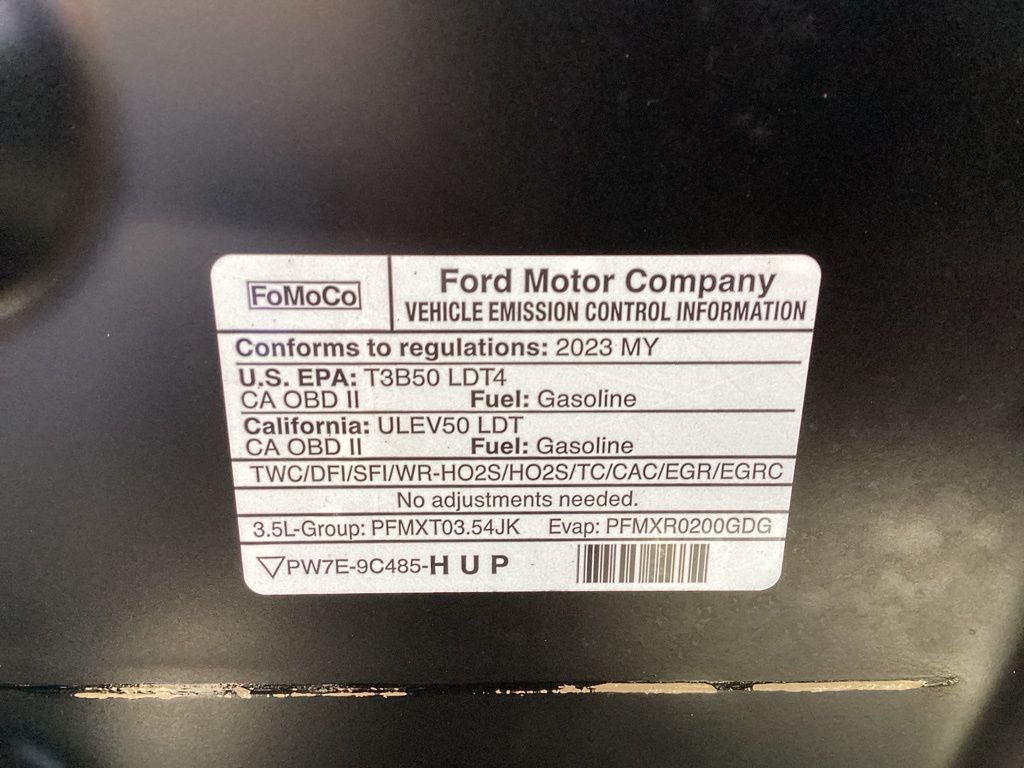 FoMoCo
Ford Motor Company
VEHICLE EMISSION CONTROL INFORMATION
Conforms to regulations: 2023 MY
U.S. EPA: T3B50 LDT4
CA OBD II Fuel: Gasoline
California: ULEV50 LDT
CA OBD II Fuel: Gasoline
TWC/DFI/SFI/WR-HO2S/HO2S/TC/CAC/EGR/EGRC
No adjustments needed.
3.5L-Group: PFMXT03.54JK Evap: PFMXR0200GDG
PW7E-9C485-H U P